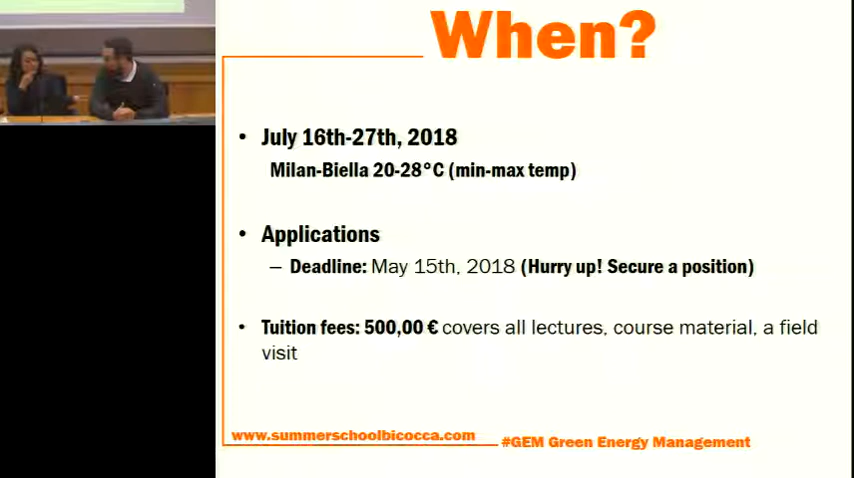 When?
• July 16th-27th, 2018
Milan-Biella 20-28°C (min-max temp)
• Applications
– Deadline: May 15th, 2018 (Hurry up! Secure a position)
• Tuition fees: 500,00 € covers all lectures, course material, a field
visit
www.summerschoolbicocca.com
#GEM Green Energy Management